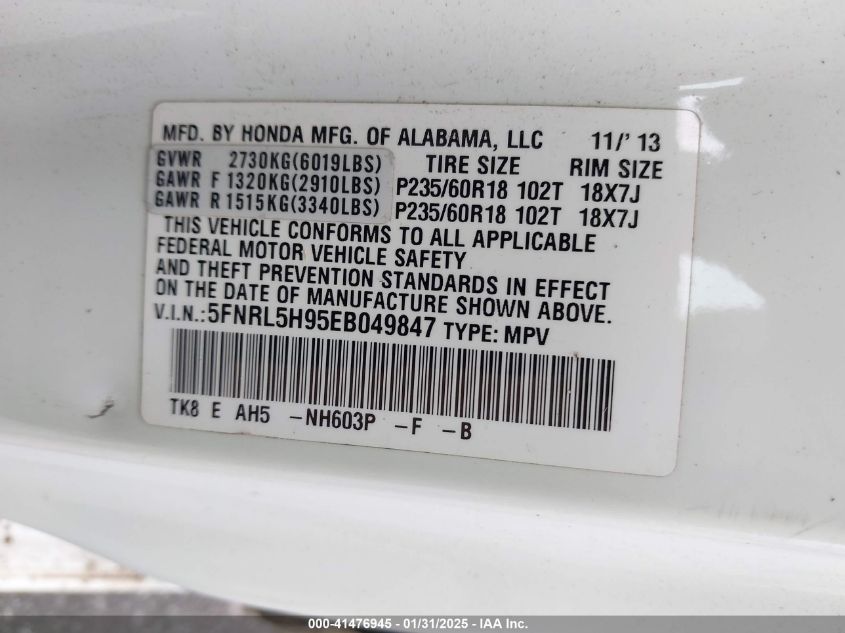 MFD. BY HONDA MFG. OF ALABAMA, LLC 11/' 13
GVWR 2730KG(6019LBS) TIRE SIZE RIM SIZE
GAWR F 1320KG(2910LBS) P235/60R18 102T 18X7J
GAWR R 1515KG(3340LBS) P235/60R18 102T 18X7J
THIS VEHICLE CONFORMS TO ALL APPLICABLE
FEDERAL MOTOR VEHICLE SAFETY
AND THEFT PREVENTION STANDARDS IN EFFECT
ON THE DATE OF MANUFACTURE SHOWN ABOVE.
V.I.N.:5FNRL5H95EB049847 TYPE: MPV
TK8 E AH5 -NH603P -F -B
000-41476945 - 01/31/2025 - IAA Inc.